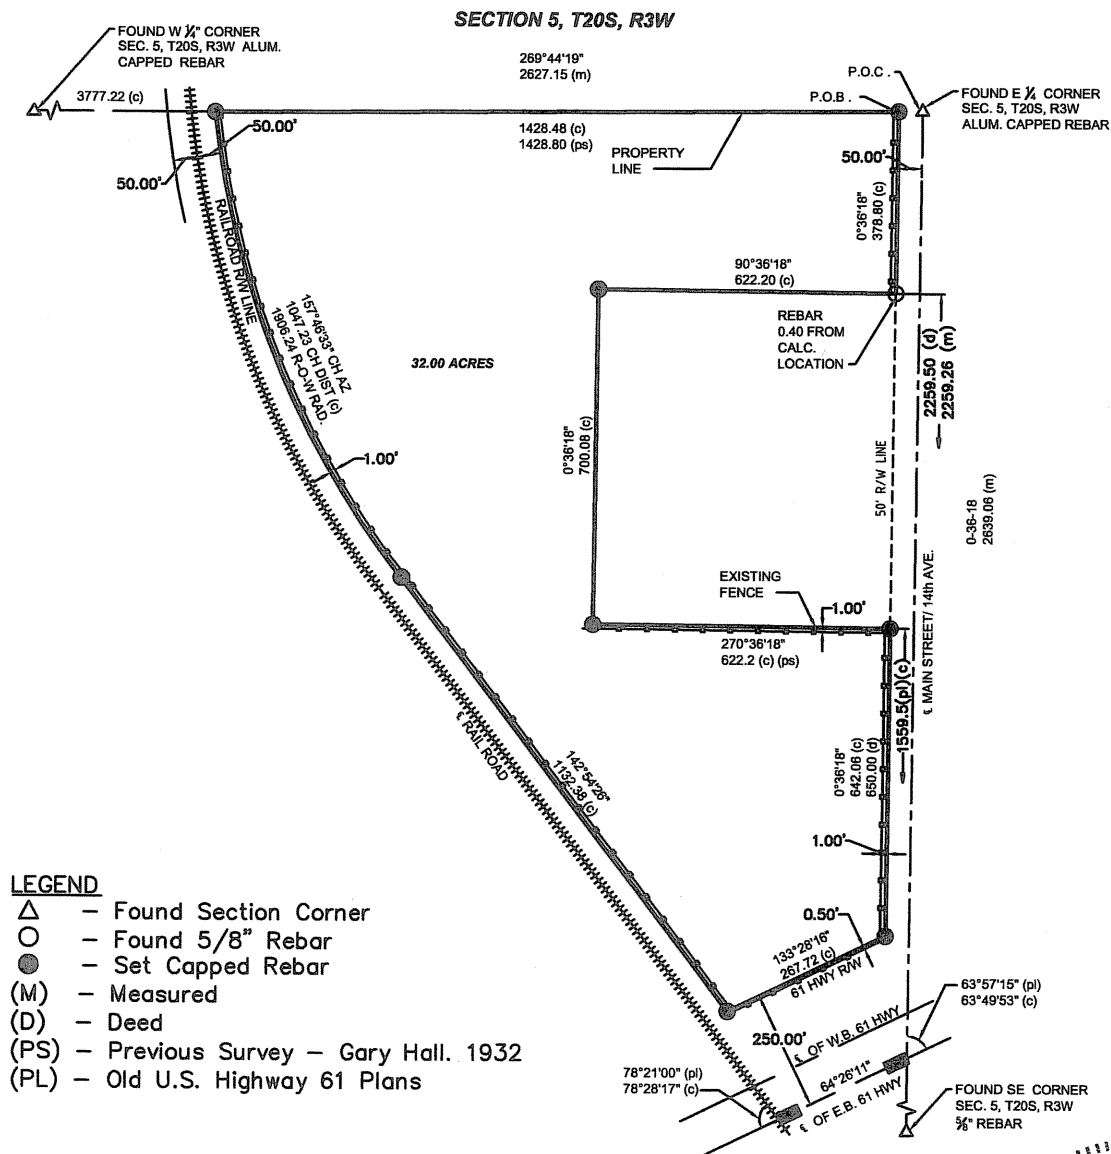 SECTION 5, T20S, R3W
FOUND W ¼" CORNER
SEC. 5, T20S, R3W ALUM.
CAPPED REBAR
3777.22 (c)
269°44'19"
2627.15 (m)
P.O.C.
P.O.B.
FOUND E ¼ CORNER
SEC. 5, T20S, R3W
ALUM. CAPPED REBAR
50.00'
50.00'
1428.48 (c)
1428.80 (ps)
PROPERTY
LINE
50.00'
0°36'18"
378.80 (c)
RAILROAD R/W LINE
90°36'18"
622.20 (c)
REBAR
0.40 FROM
CALC.
LOCATION
157°46'33" CH AZ
1047.23 CH DIST (c)
1906.24 R-O-W RAD.
32.00 ACRES
2259.50 (d)
2259.26 (m)
1.00'
0°36'18"
700.08 (c)
50' R/W LINE
0-36-18
2639.06 (m)
EXISTING
FENCE
1.00'
270°36'18"
622.2 (c) (ps)
℄ MAIN STREET/ 14th AVE.
1559.5(pl)(c)
℄ RAIL ROAD
142°54'26"
1132.38 (c)
0°36'18"
642.06 (c)
650.00 (d)
1.00'
0.50'
133°28'16"
267.72 (c)
61 HWY R/W
63°57'15" (pl)
63°49'53" (c)
250.00'
℄ OF W.B. 61 HWY
64°26'11"
℄ OF E.B. 61 HWY
78°21'00" (pl)
78°28'17" (c)
FOUND SE CORNER
SEC. 5, T20S, R3W
⅝" REBAR
LEGEND
– Found Section Corner
– Found 5/8" Rebar
– Set Capped Rebar
(M) – Measured
(D) – Deed
(PS) – Previous Survey – Gary Hall. 1932
(PL) – Old U.S. Highway 61 Plans